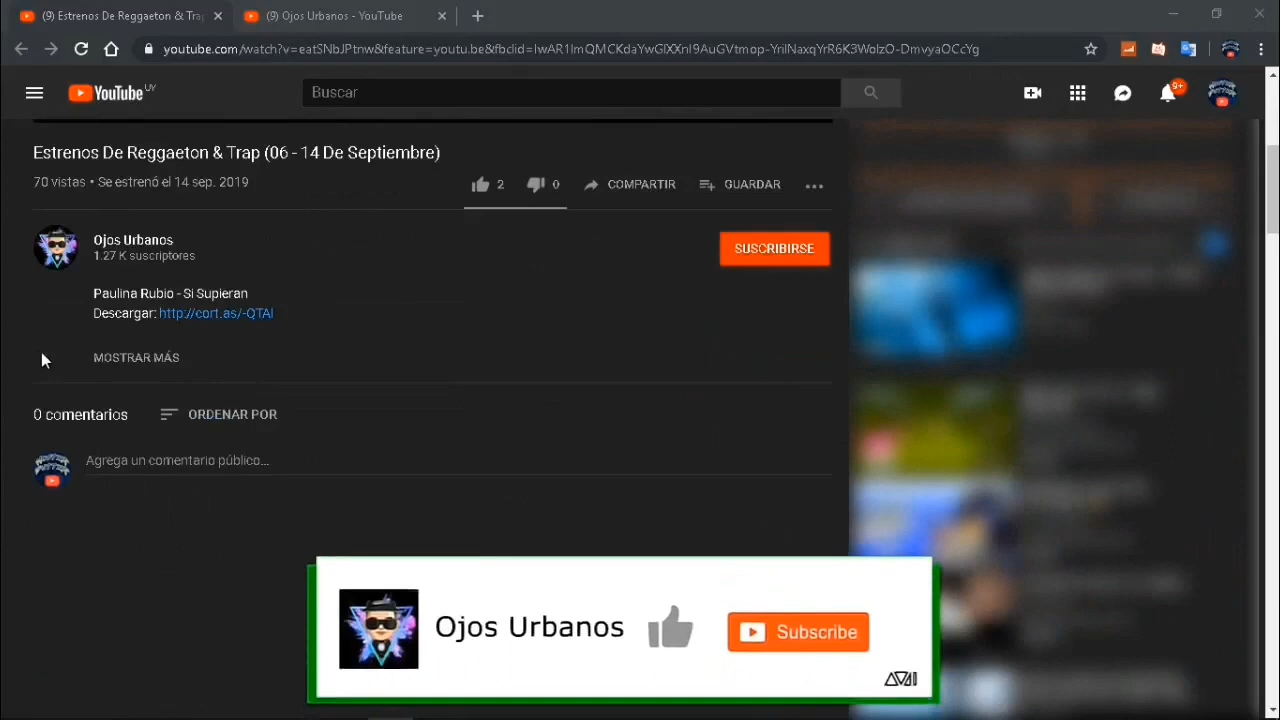 (9) Estrenos De Reggaeton & Tra
(9) Ojos Urbanos - YouTube
youtube.com/watch?v=eatSNbJPtnw&feature=youtu.be&fbclid=IwAR1ImQMCKdaYwGlXXnI9AuGVtmop-YrilNaxqYrR6K3WolzO-DmvyaOCcYg
YouTube UY
Buscar
9+
Estrenos De Reggaeton & Trap (06 - 14 De Septiembre)
70 vistas • Se estrenó el 14 sep. 2019
2
0
COMPARTIR
GUARDAR
Ojos Urbanos
1.27 K suscriptores
SUSCRIBIRSE
Paulina Rubio - Si Supieran
Descargar: http://cort.as/-QTAI
MOSTRAR MÁS
0 comentarios
ORDENAR POR
Agrega un comentario público...
Ojos Urbanos
Subscribe